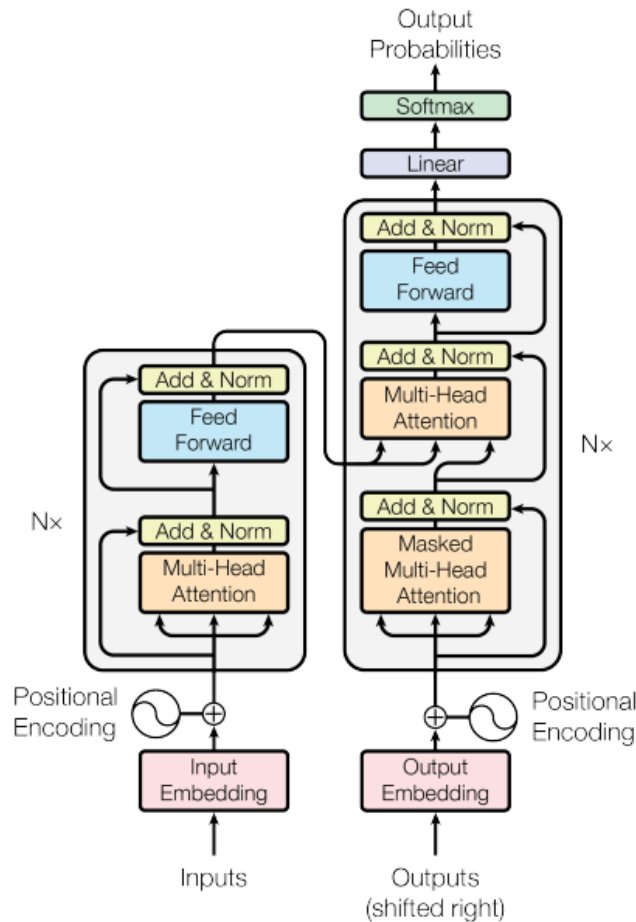 Output
Probabilities
Softmax
Linear
Add & Norm
Feed
Forward
Add & Norm
Multi-Head
Attention
Add & Norm
Masked
Multi-Head
Attention
N×
Positional
Encoding
Output
Embedding
Outputs
(shifted right)
Add & Norm
Feed
Forward
Add & Norm
Multi-Head
Attention
N×
Positional
Encoding
Input
Embedding
Inputs